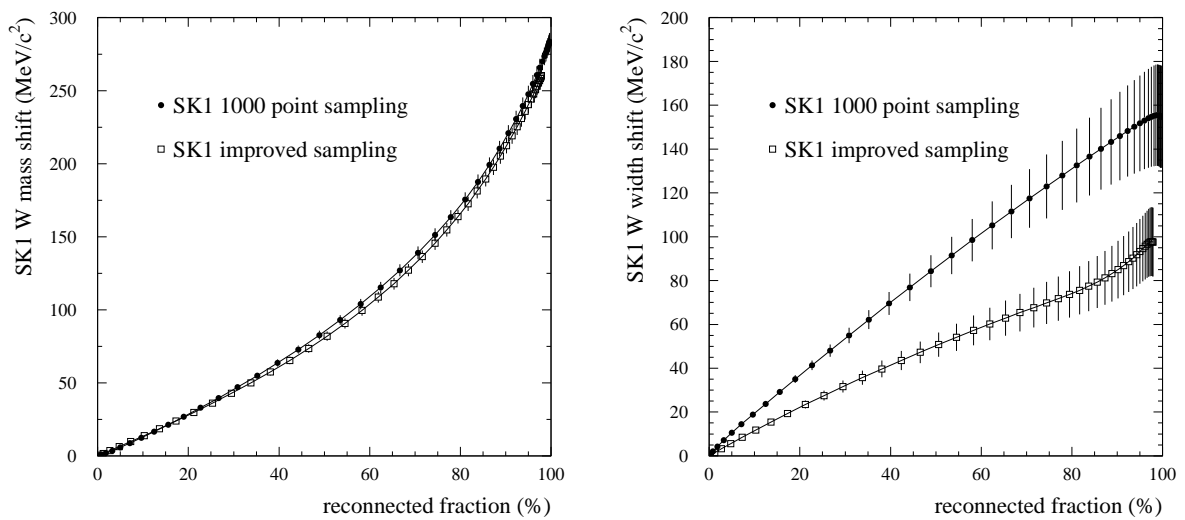 SK1 W mass shift (MeV/c²)
300
250
200
150
100
50
0
SK1 1000 point sampling
SK1 improved sampling
0 20 40 60 80 100
reconnected fraction (%)
SK1 W width shift (MeV/c²)
200
180
160
140
120
100
80
60
40
20
0
SK1 1000 point sampling
SK1 improved sampling
0 20 40 60 80 100
reconnected fraction (%)